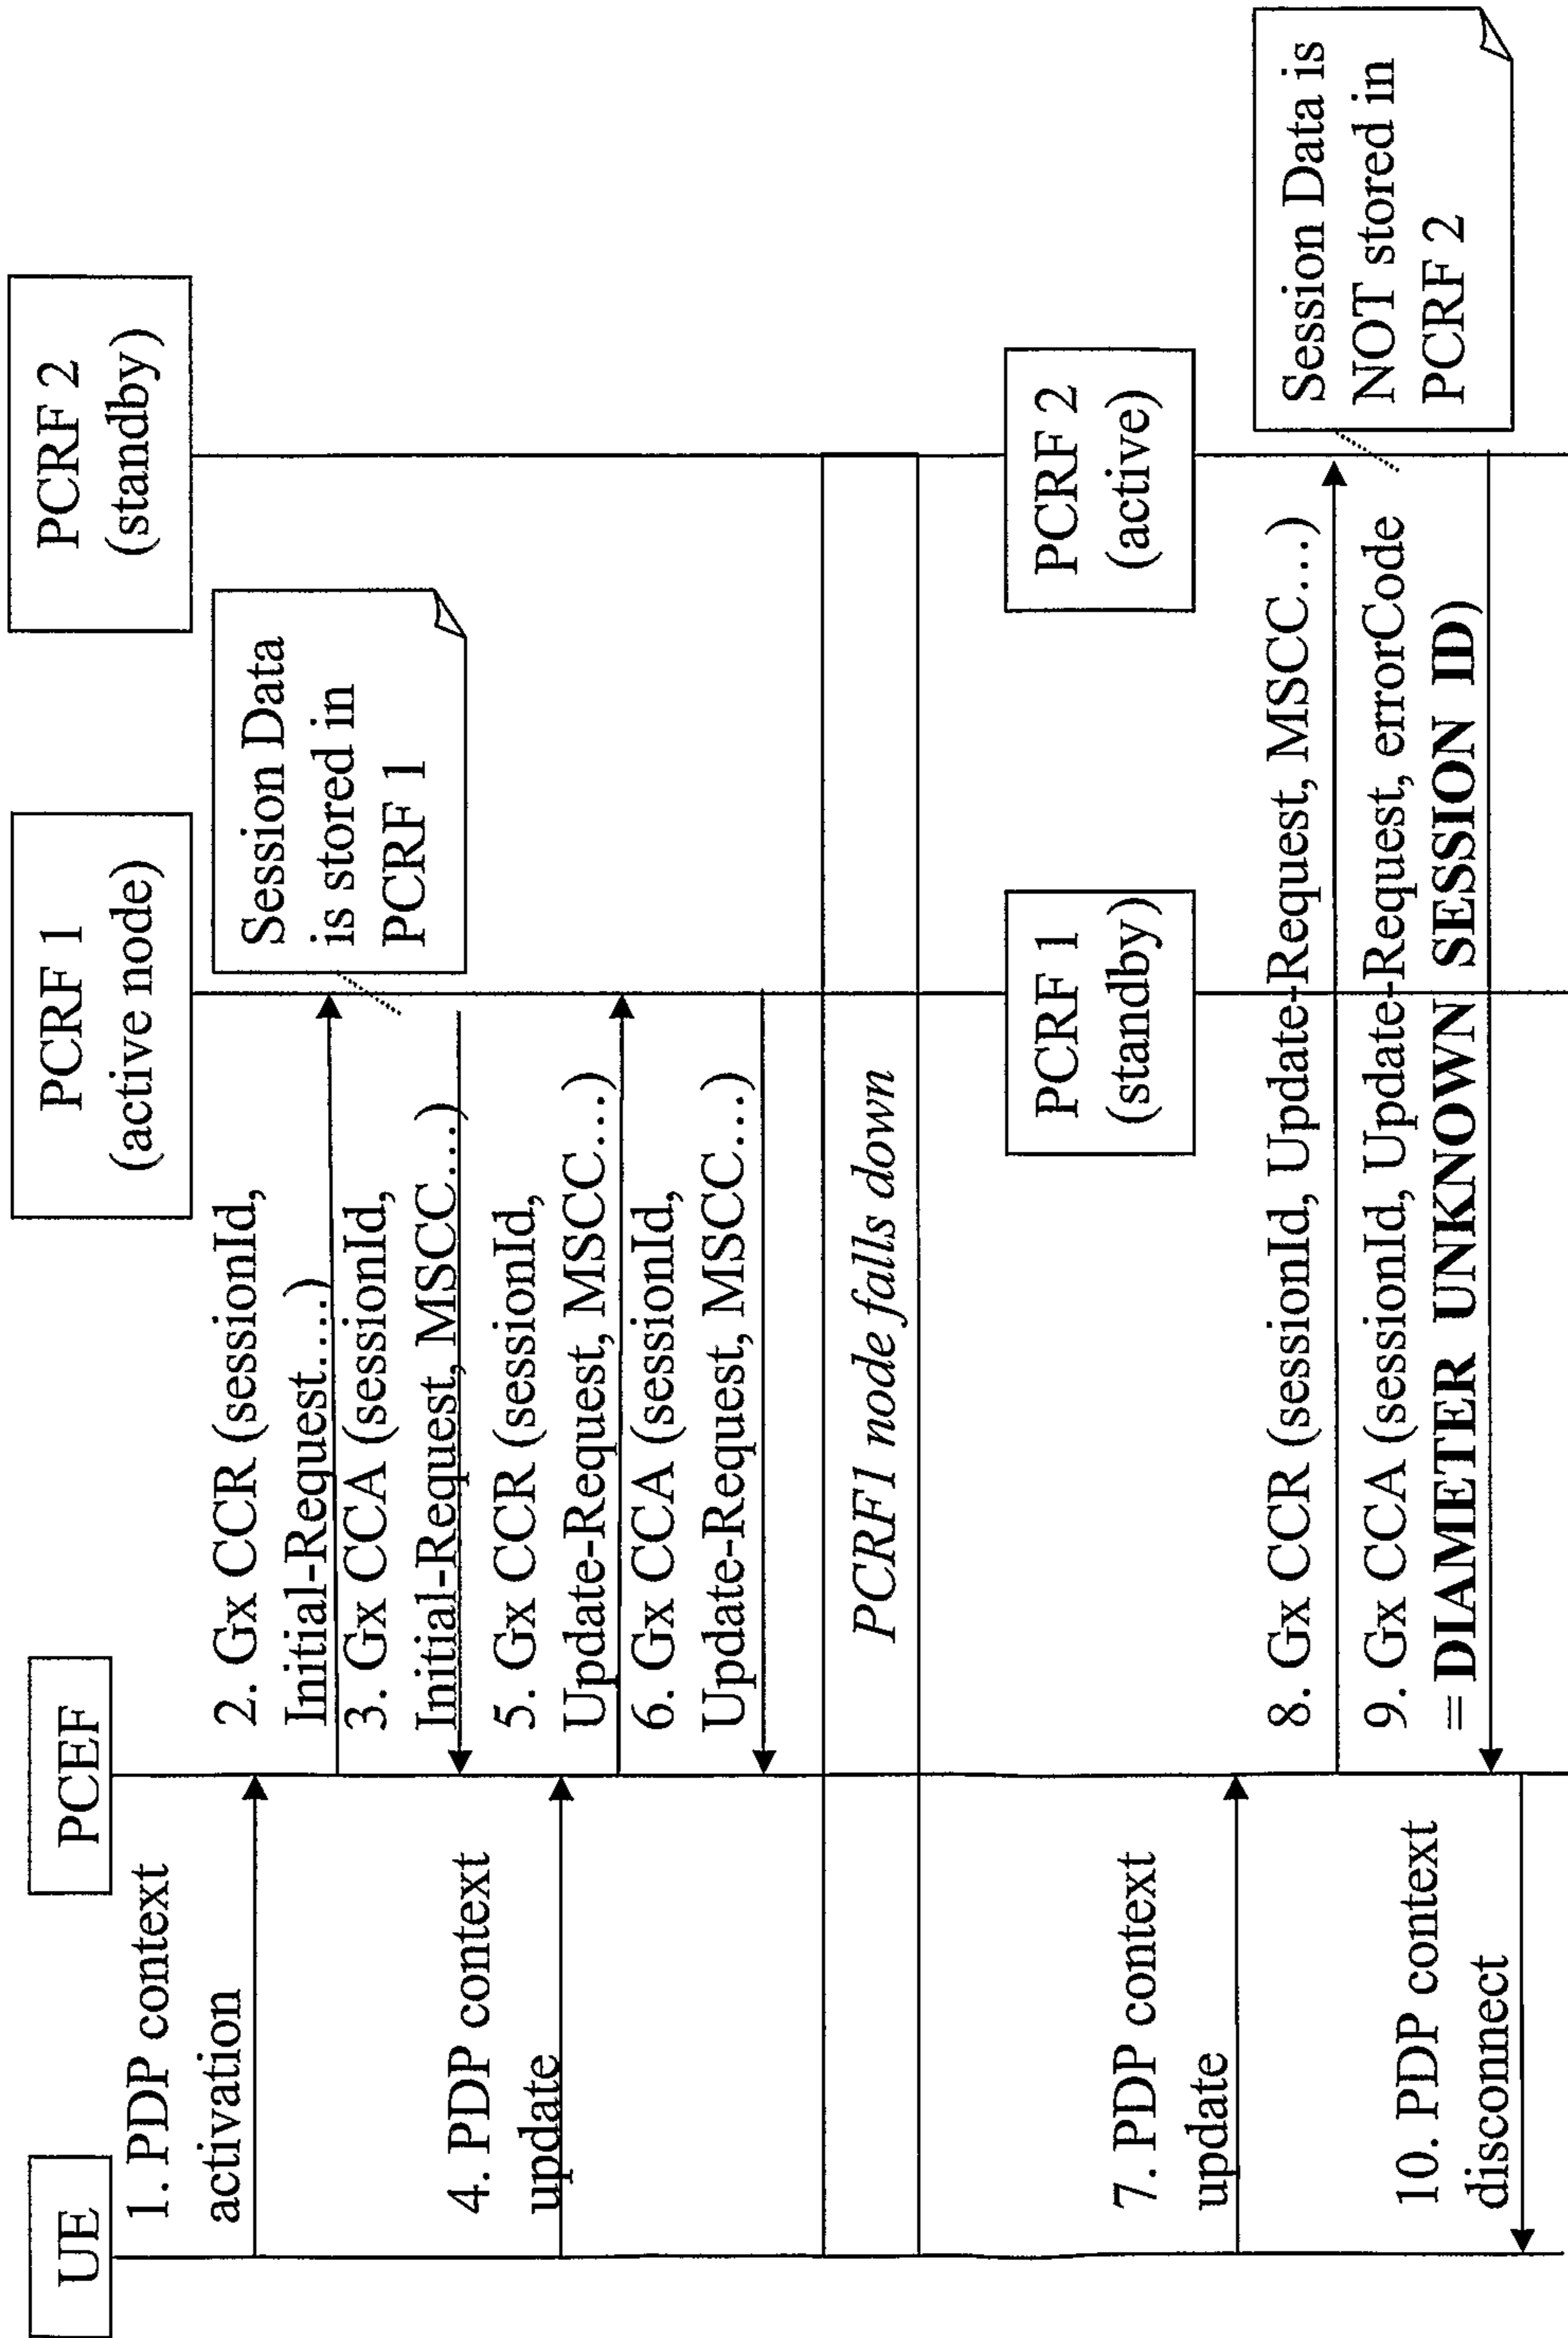 UE
PCEF
PCRF 1
(active node)
PCRF 2
(standby)
1. PDP context
activation
2. Gx CCR (sessionId,
Initial-Request....)
Session Data
is stored in
PCRF 1
3. Gx CCA (sessionId,
Initial-Request, MSCC....)
4. PDP context
update
5. Gx CCR (sessionId,
Update-Request, MSCC…)
6. Gx CCA (sessionId,
Update-Request, MSCC…)
PCRF1 node falls down
PCRF 1
(standby)
PCRF 2
(active)
7. PDP context
update
8. Gx CCR (sessionId, Update-Request, MSCC…)
Session Data is
NOT stored in
PCRF 2
9. Gx CCA (sessionId, Update-Request, errorCode
= DIAMETER UNKNOWN SESSION ID)
10. PDP context
disconnect